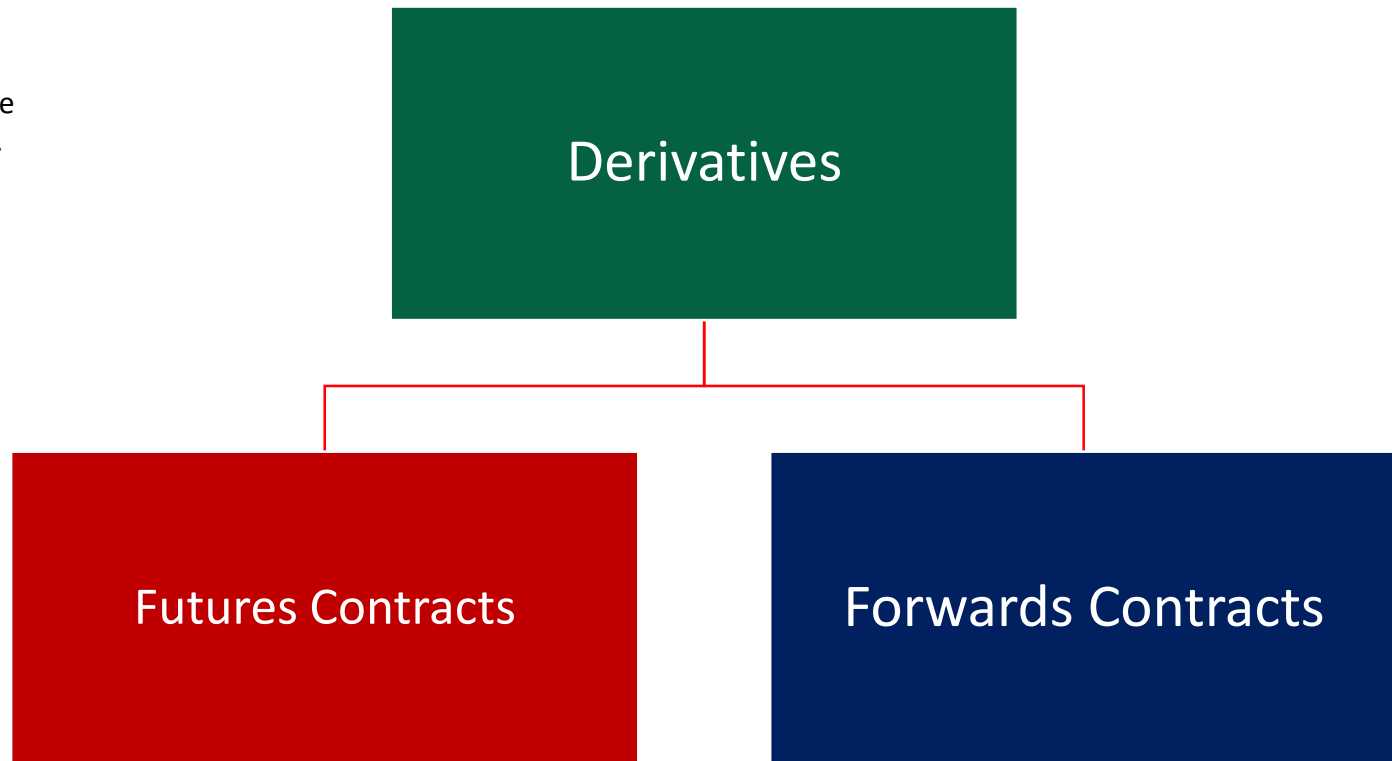 e
.
Derivatives
Futures Contracts
Forwards Contracts